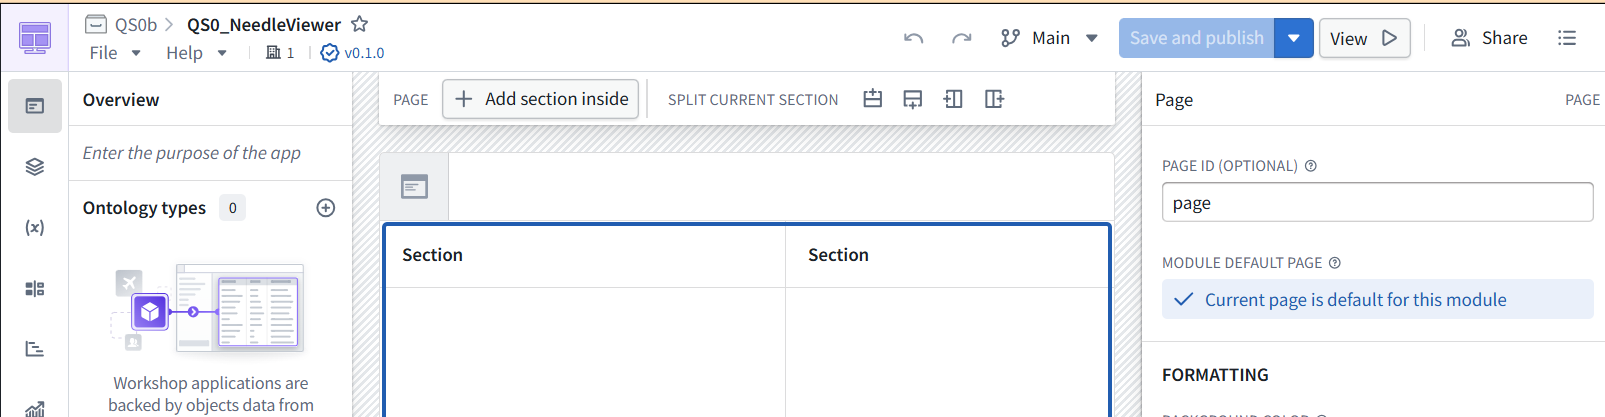 QS0b QS0_NeedleViewer
File Help 1 v0.1.0
Main Save and publish View Share
Overview
Enter the purpose of the app
Ontology types 0
Workshop applications are
backed by objects data from
PAGE Add section inside SPLIT CURRENT SECTION
Section Section
Page PAGE
PAGE ID (OPTIONAL)
page
MODULE DEFAULT PAGE
Current page is default for this module
FORMATTING
BACKGROUND COLOR